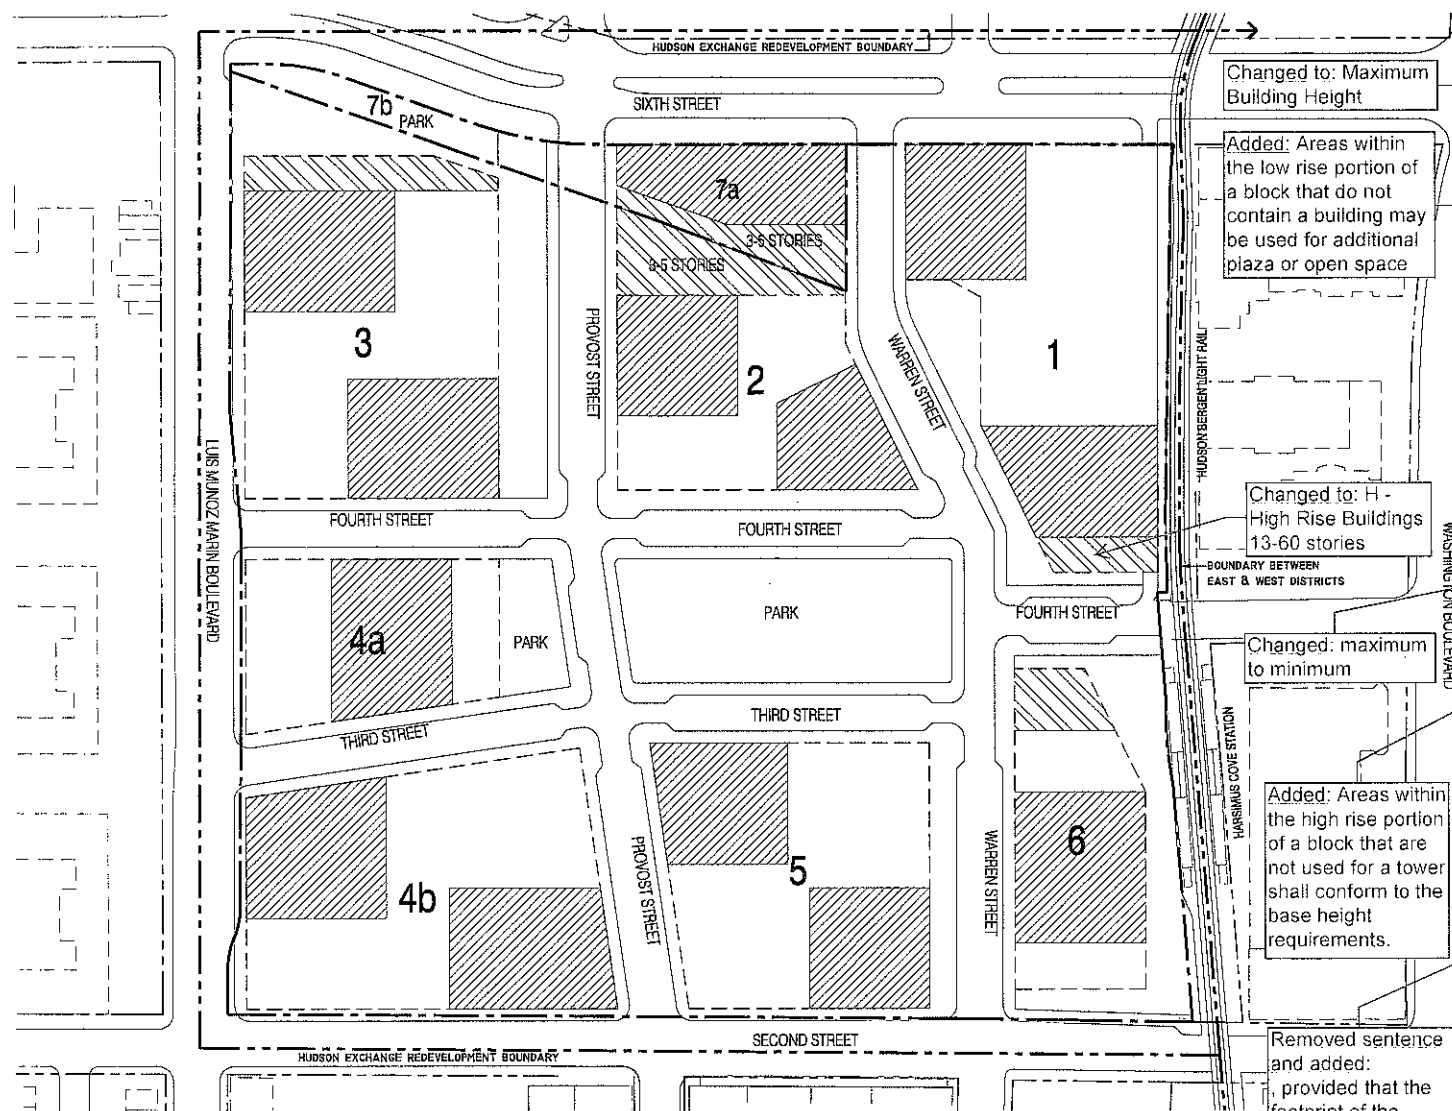 HUDSON EXCHANGE REDEVELOPMENT BOUNDARY
SIXTH STREET
Changed to: Maximum
Building Height
7b
PARK
Added: Areas within
the low rise portion of
a block that do not
contain a building may
be used for additional
plaza or open space
7a
3-5 STORIES
3-5 STORIES
3
PROVOST STREET
2
WARREN STREET
1
HUDSON BERGEN LIGHT RAIL
LUIS MUNOZ MARIN BOULEVARD
FOURTH STREET
FOURTH STREET
Changed to: H -
High Rise Buildings
13-60 stories
WASHINGTON BOULEVARD
BOUNDARY BETWEEN
EAST & WEST DISTRICTS
4a
PARK
PARK
FOURTH STREET
Changed: maximum
to minimum
THIRD STREET
THIRD STREET
HARSIMUS COVE STATION
4b
PROVOST STREET
5
WARREN STREET
6
Added: Areas within
the high rise portion
of a block that are
not used for a tower
shall conform to the
base height
requirements.
SECOND STREET
HUDSON EXCHANGE REDEVELOPMENT BOUNDARY
Removed sentence
and added:
, provided that the
footprint of the